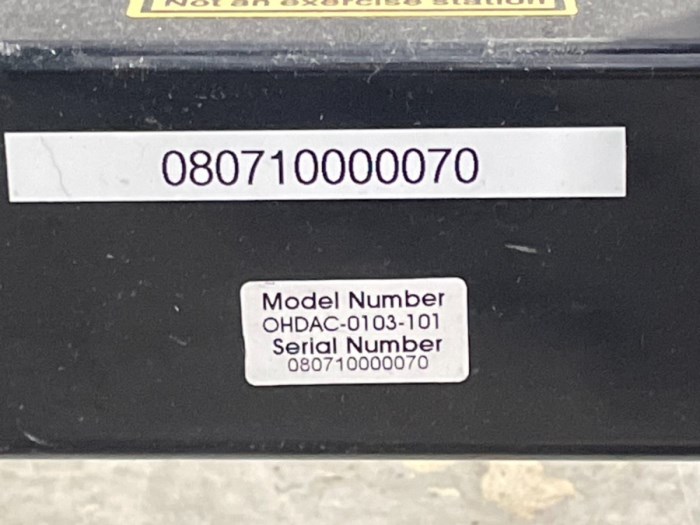 Not an exercise station
080710000070
Model Number
OHDAC-0103-101
Serial Number
080710000070